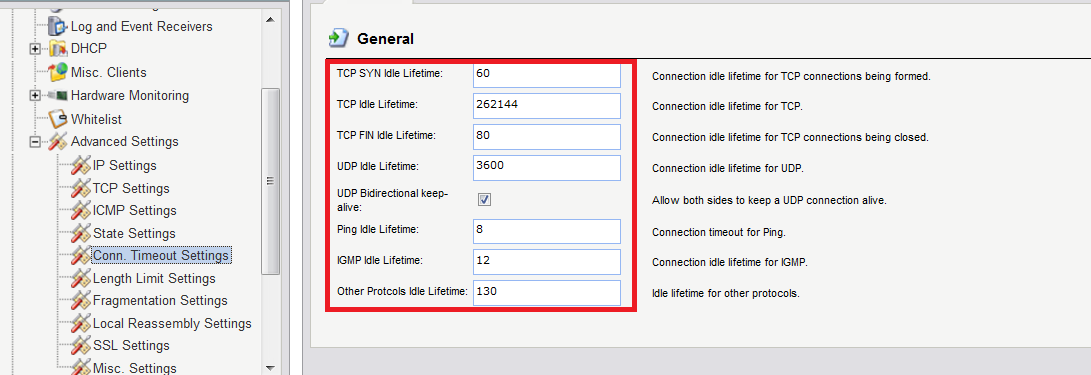 Log and Event Receivers
DHCP
Misc. Clients
Hardware Monitoring
Whitelist
Advanced Settings
IP Settings
TCP Settings
ICMP Settings
State Settings
Conn. Timeout Settings
Length Limit Settings
Fragmentation Settings
Local Reassembly Settings
SSL Settings
Misc. Settings
General
TCP SYN Idle Lifetime: 60 Connection idle lifetime for TCP connections being formed.
TCP Idle Lifetime: 262144 Connection idle lifetime for TCP.
TCP FIN Idle Lifetime: 80 Connection idle lifetime for TCP connections being closed.
UDP Idle Lifetime: 3600 Connection idle lifetime for UDP.
UDP Bidirectional keep-
alive: Allow both sides to keep a UDP connection alive.
Ping Idle Lifetime: 8 Connection timeout for Ping.
IGMP Idle Lifetime: 12 Connection idle lifetime for IGMP.
Other Protcols Idle Lifetime: 130 Idle lifetime for other protocols.